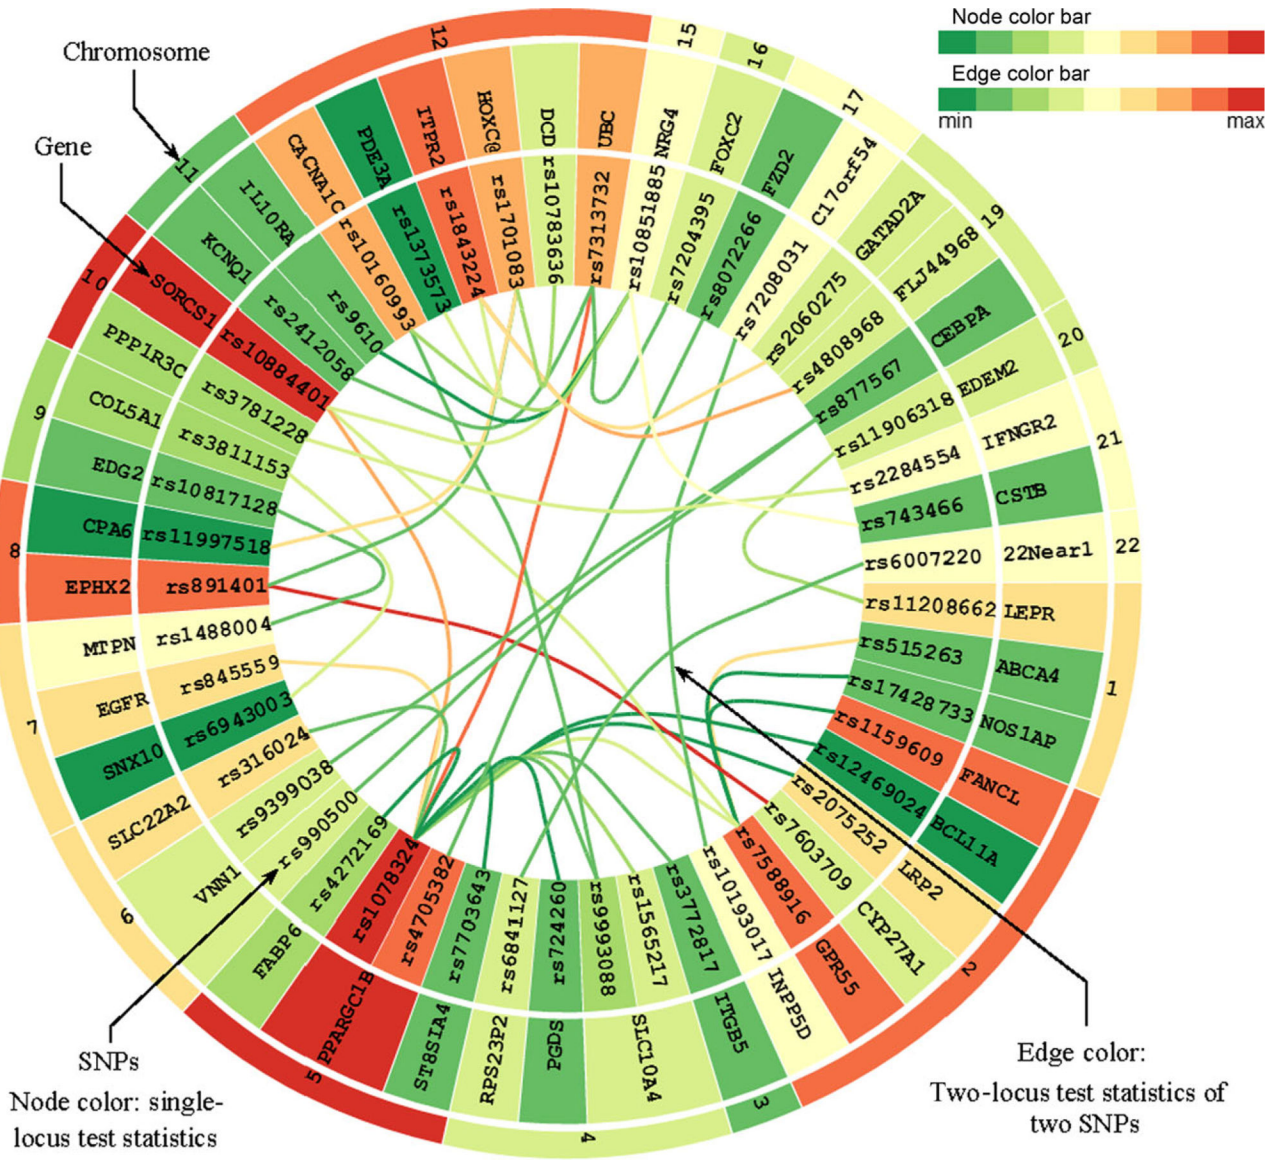 Node color bar
Edge color bar
min
max
Chromosome
Gene
SNPs
Node color: single-
locus test statistics
Edge color:
Two-locus test statistics of
two SNPs
12
15
16
17
19
20
21
22
1
2
3
4
5
6
7
8
9
10
11
CACNA1C
PDE3A
ITPR2
HOXC@
DCD
UBC
NRG4
FOXC2
FZD2
C17orf54
GATAD2A
FLJ44968
CEBPA
EDEM2
IFNGR2
CSTB
22Near1
LEPR
ABCA4
NOS1AP
FANCL
BCL11A
LRP2
CYP27A1
GPR55
INPP5D
ITGB5
SLC10A4
PGDS
RPS23P2
ST8SIA4
PPARGC1B
FABP6
VNN1
SLC22A2
SNX10
EGFR
MTPN
EPHX2
CPA6
EDG2
COL5A1
PPP1R3C
SORCS1
KCNQ1
IL10RA
rs10160993
rs1373573
rs1843224
rs1701083
rs10783636
rs7313732
rs10851885
rs7204395
rs8072266
rs7208031
rs2060275
rs4808968
rs877567
rs11906318
rs2284554
rs743466
rs6007220
rs11208662
rs515263
rs17428733
rs1159609
rs12469024
rs2075252
rs7603709
rs7588916
rs10193017
rs3772817
rs1565217
rs9993088
rs724260
rs6841127
rs7703643
rs4705382
rs1078324
rs4272169
rs990500
rs9399038
rs316024
rs6943003
rs845559
rs1488004
rs891401
rs11997518
rs10817128
rs3811153
rs3781228
rs10884401
rs2412058
rs9610